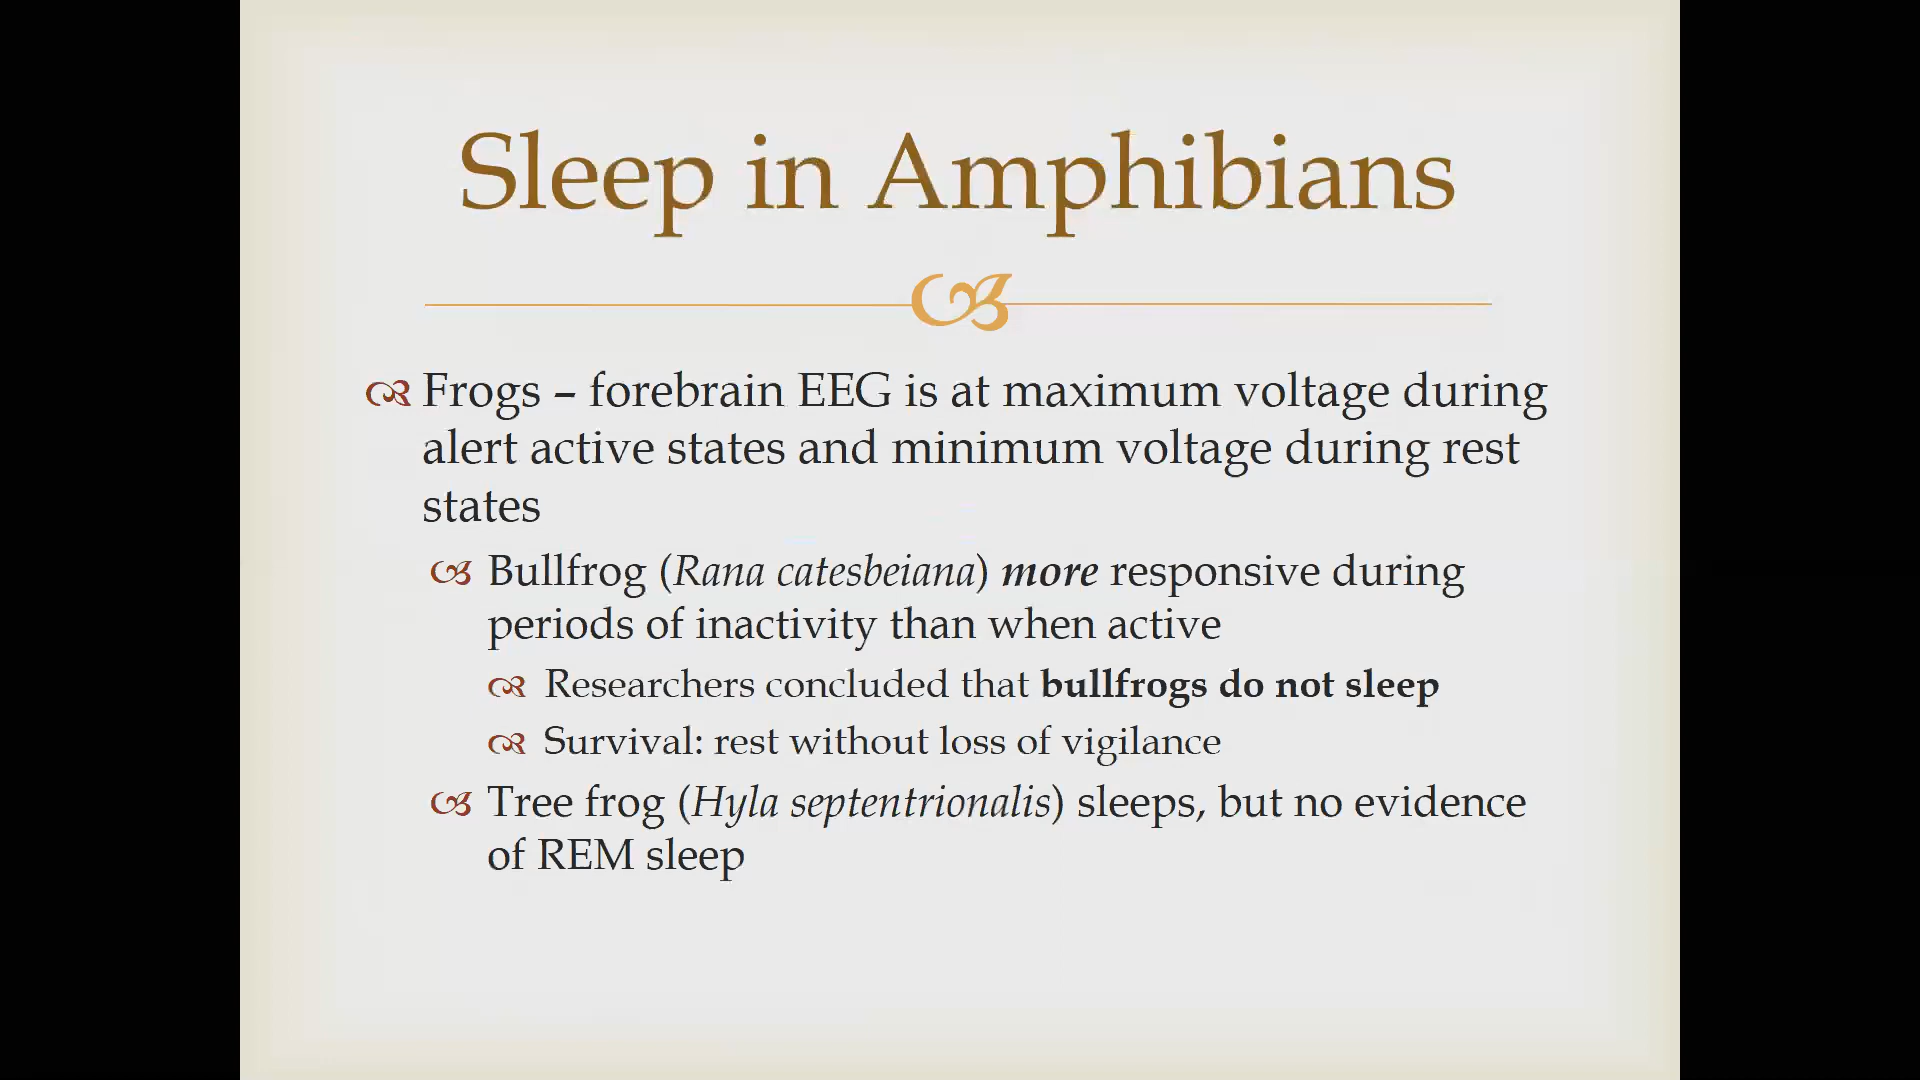 Sleep in Amphibians
Frogs – forebrain EEG is at maximum voltage during
alert active states and minimum voltage during rest
states
Bullfrog (Rana catesbeiana) more responsive during
periods of inactivity than when active
Researchers concluded that bullfrogs do not sleep
Survival: rest without loss of vigilance
Tree frog (Hyla septentrionalis) sleeps, but no evidence
of REM sleep